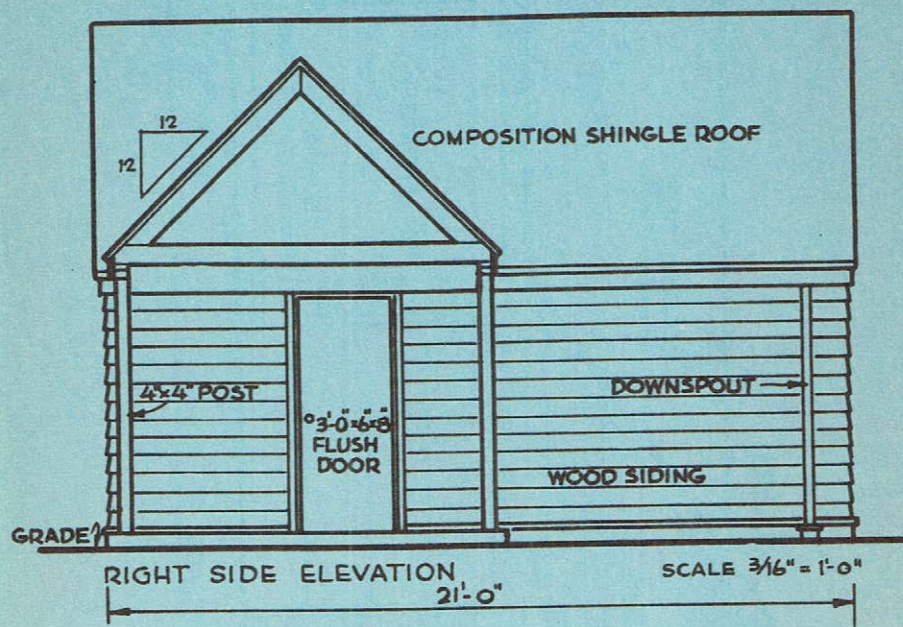 12
12
COMPOSITION SHINGLE ROOF
4"x4" POST
DOWNSPOUT
3'-0"x6'-8"
FLUSH
DOOR
WOOD SIDING
GRADE
RIGHT SIDE ELEVATION
SCALE 3/16" = 1'-0"
21'-0"